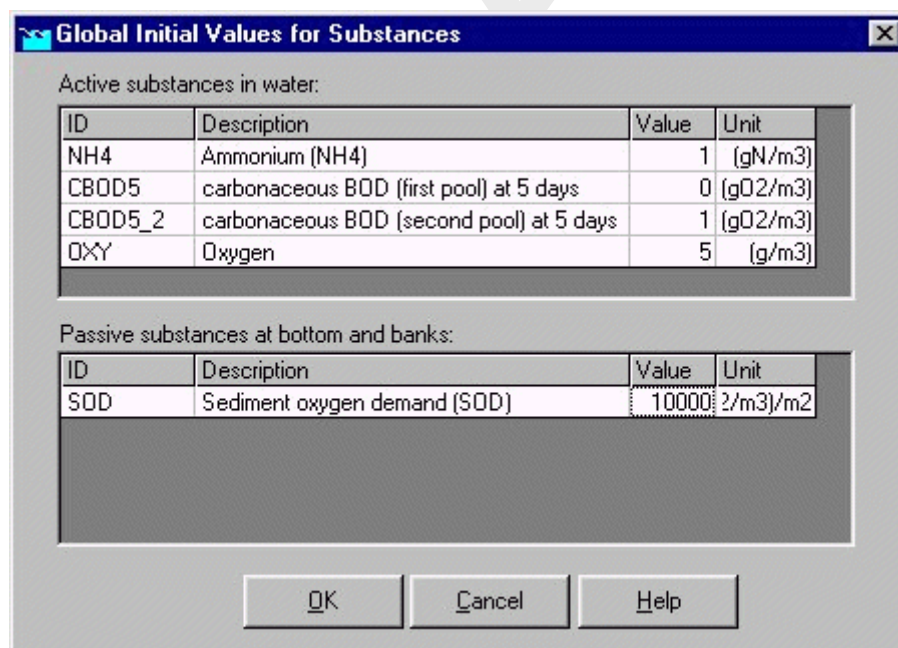 Global Initial Values for Substances
Active substances in water:
ID Description Value Unit
NH4 Ammonium (NH4) 1 (gN/m3)
CBOD5 carbonaceous BOD (first pool) at 5 days 0 (gO2/m3)
CBOD5_2 carbonaceous BOD (second pool) at 5 days 1 (gO2/m3)
OXY Oxygen 5 (g/m3)
Passive substances at bottom and banks:
ID Description Value Unit
SOD Sediment oxygen demand (SOD) 10000 2/m3)/m2
OK Cancel Help